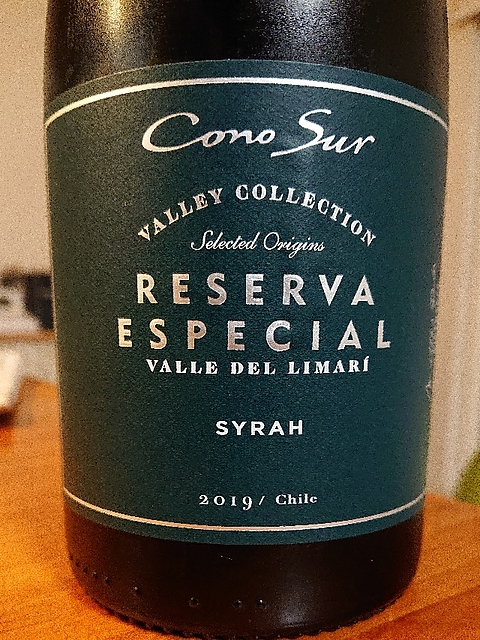 Cono Sur
VALLEY COLLECTION
Selected Origins
RESERVA
ESPECIAL
VALLE DEL LIMARÍ
SYRAH
2019 / Chile